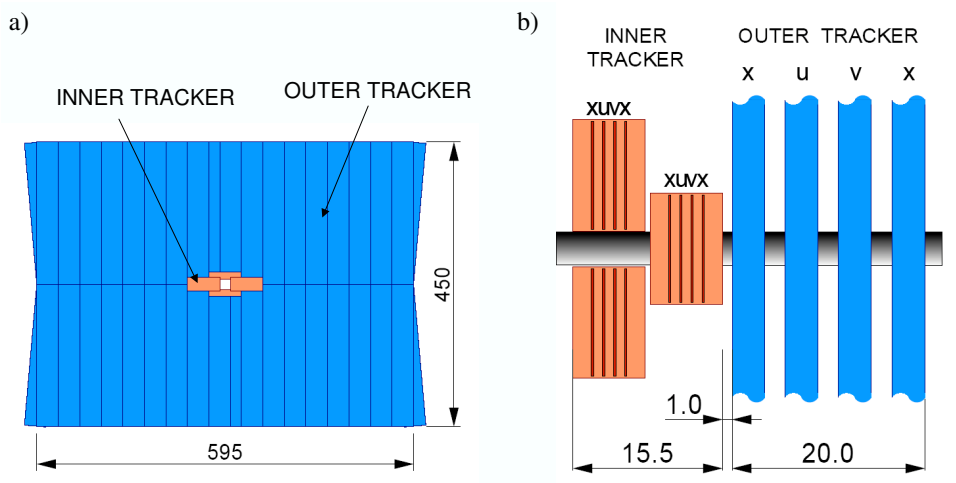 a)
INNER TRACKER
OUTER TRACKER
450
595
b)
INNER
TRACKER
OUTER TRACKER
x u v x
xuvx
xuvx
1.0
15.5
20.0